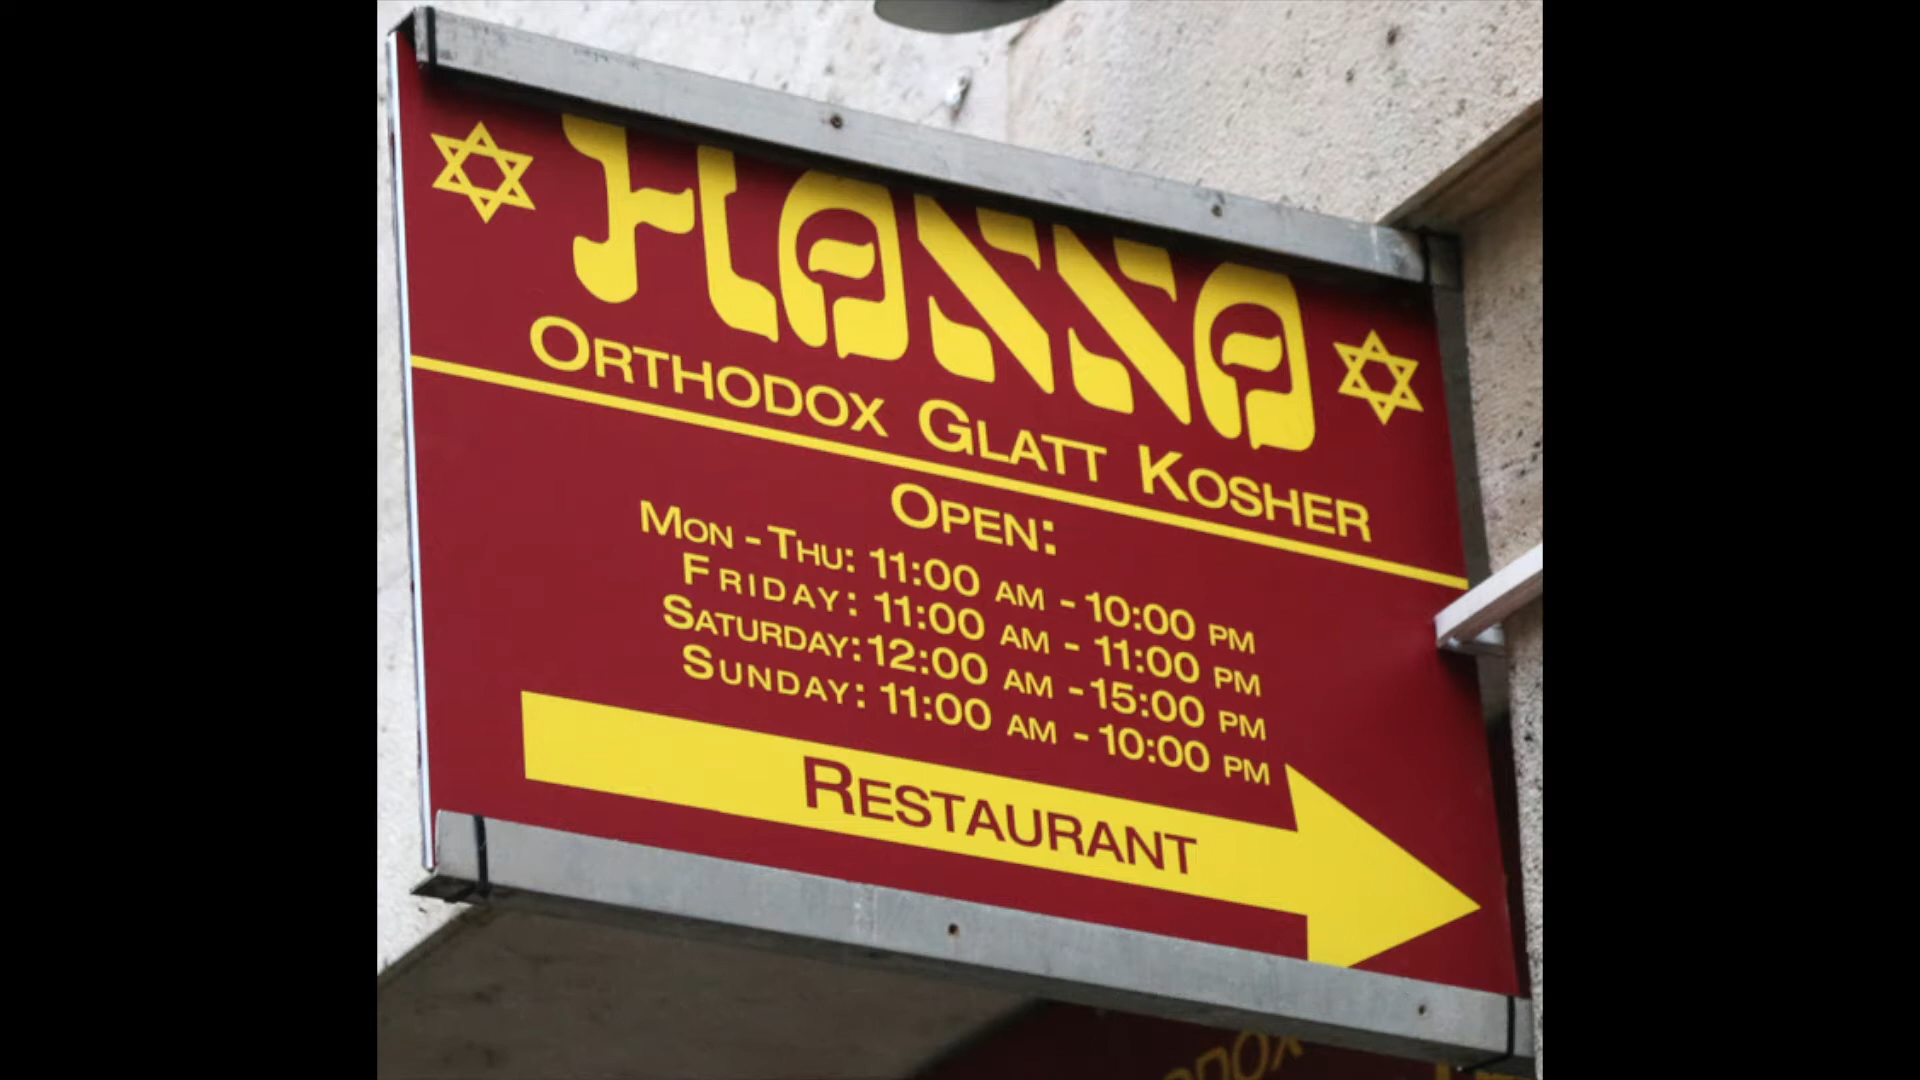 HANNA
ORTHODOX GLATT KOSHER
OPEN:
MON - THU: 11:00 AM - 10:00 PM
FRIDAY: 11:00 AM - 11:00 PM
SATURDAY: 12:00 AM - 15:00 PM
SUNDAY: 11:00 AM - 10:00 PM
RESTAURANT